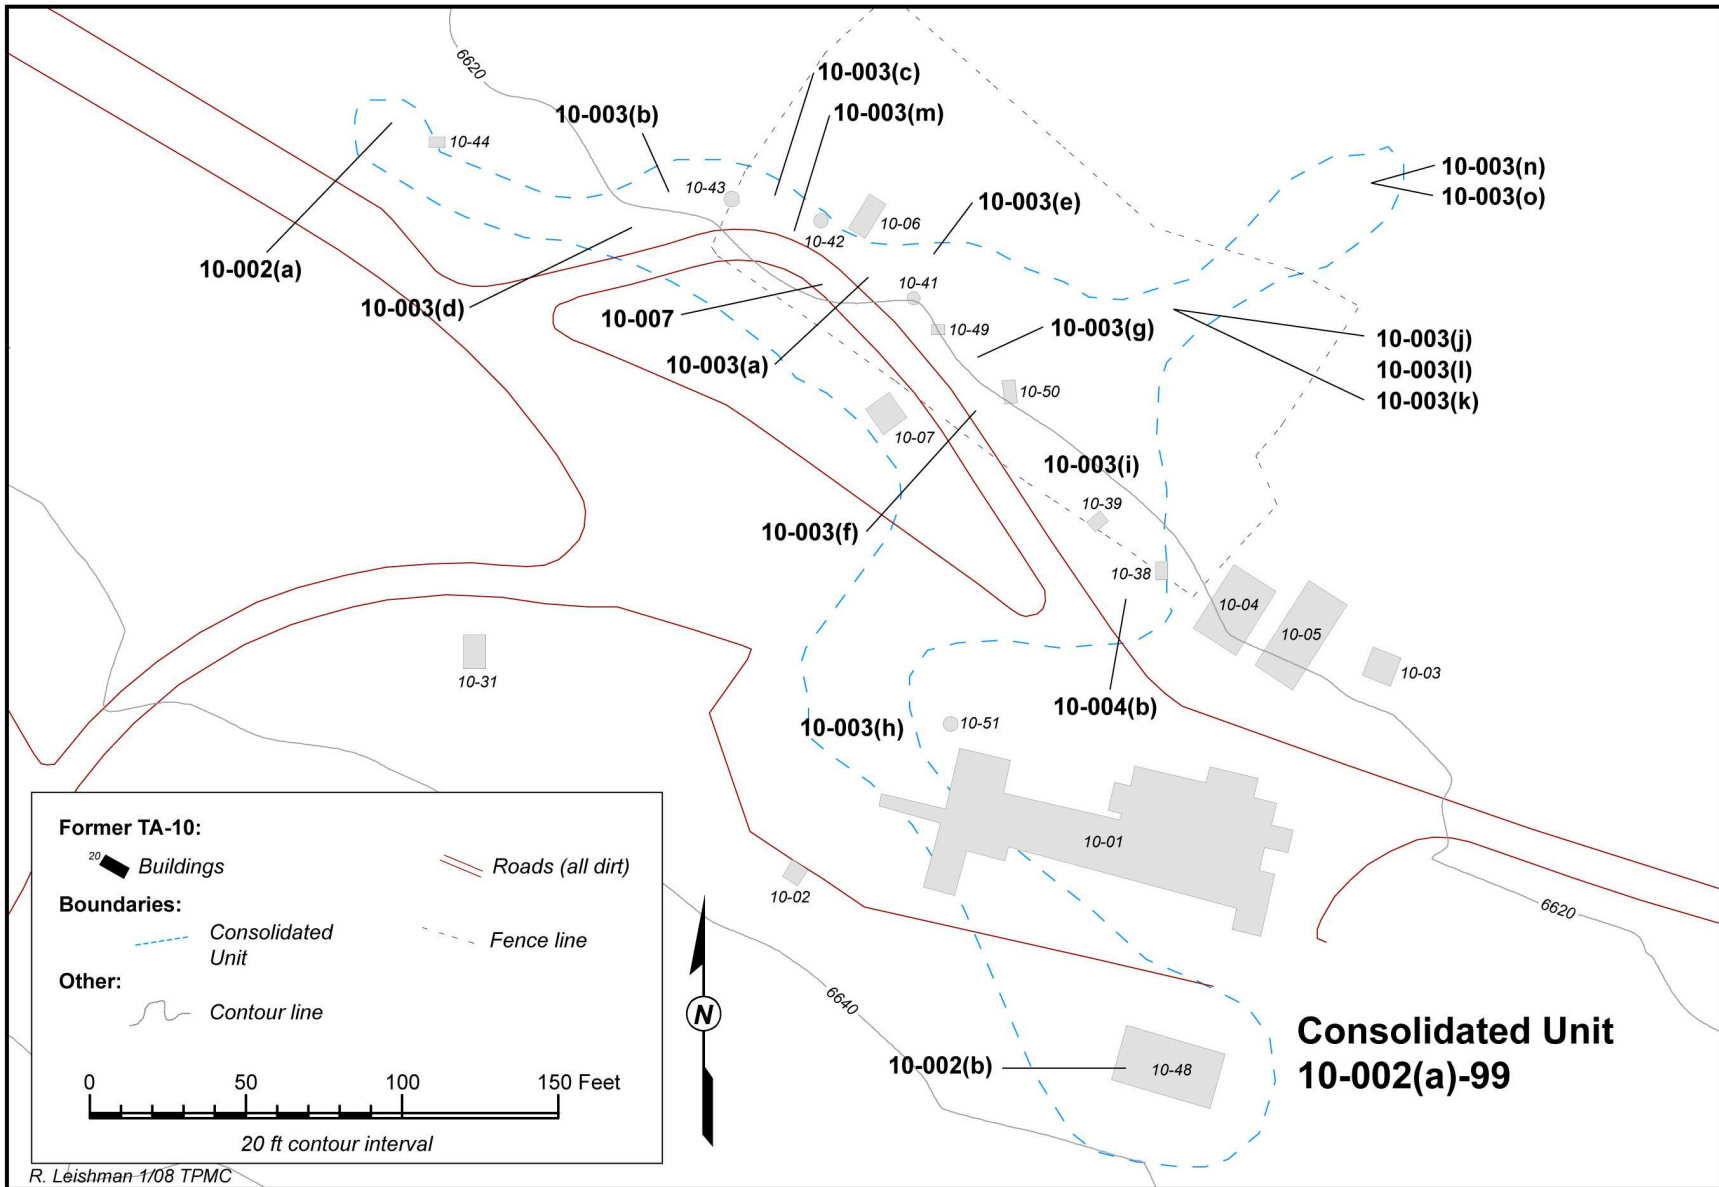 6620
10-003(c)
10-003(b)
10-003(m)
10-44
10-003(n)
10-003(o)
10-43
10-003(e)
10-06
10-42
10-002(a)
10-003(d)
10-41
10-007
10-49
10-003(g)
10-003(j)
10-003(l)
10-003(k)
10-003(a)
10-50
10-07
10-003(i)
10-39
10-003(f)
10-38
10-04
10-05
10-31
10-03
10-004(b)
10-003(h)
10-51
10-01
10-02
6620
6640
10-002(b)
10-48
Consolidated Unit
10-002(a)-99
Former TA-10:
20
Buildings
Roads (all dirt)
Boundaries:
Consolidated
Unit
Fence line
Other:
Contour line
N
0 50 100 150 Feet
20 ft contour interval
R. Leishman 1/08 TPMC